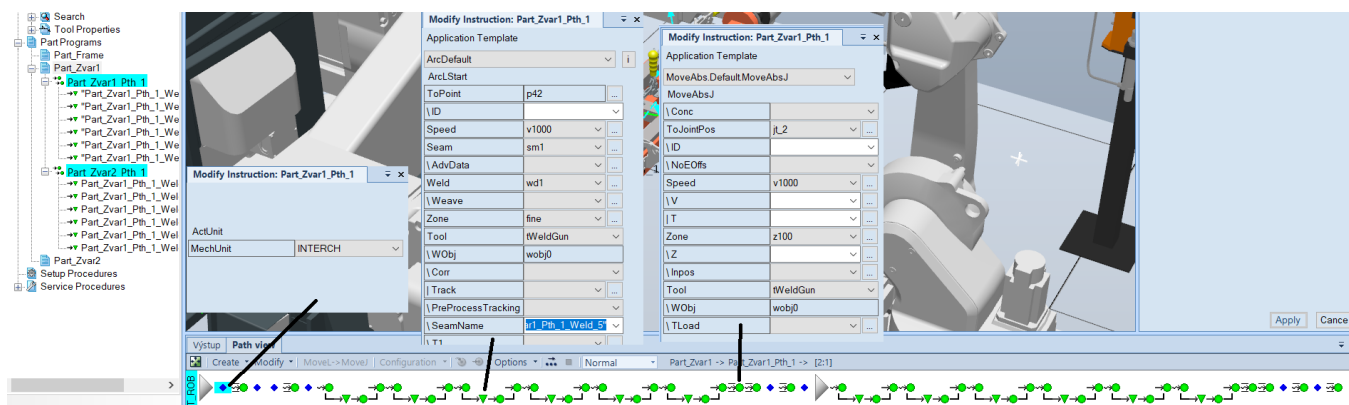 Search
Tool Properties
Part Programs
Part_Frame
Part_Zvar1
Part_Zvar1_Pth_1
"Part_Zvar1_Pth_1_We
"Part_Zvar1_Pth_1_We
"Part_Zvar1_Pth_1_We
"Part_Zvar1_Pth_1_We
"Part_Zvar1_Pth_1_We
"Part_Zvar1_Pth_1_We
Part_Zvar2_Pth_1
Part_Zvar1_Pth_1_Wel
Part_Zvar1_Pth_1_Wel
Part_Zvar1_Pth_1_Wel
Part_Zvar1_Pth_1_Wel
Part_Zvar1_Pth_1_Wel
Part_Zvar1_Pth_1_Wel
Part_Zvar2
Setup Procedures
Service Procedures
Modify Instruction: Part_Zvar1_Pth_1
ActUnit
MechUnit INTERCH
Modify Instruction: Part_Zvar1_Pth_1
Application Template
ArcDefault i
ArcLStart
ToPoint p42 ...
\ID
Speed v1000 ...
Seam sm1 ...
\AdvData ...
Weld wd1 ...
\Weave ...
Zone fine ...
Tool tWeldGun
\WObj wobj0
\Corr
|Track ...
\PreProcessTracking
\SeamName ar1_Pth_1_Weld_5"
\T1
Modify Instruction: Part_Zvar1_Pth_1
Application Template
MoveAbs.Default.MoveAbsJ
MoveAbsJ
\Conc
ToJointPos jt_2 ...
\ID
\NoEOffs
Speed v1000 ...
\V ...
|T ...
Zone z100 ...
\Z ...
\Inpos ...
Tool tWeldGun
\WObj wobj0
\TLoad ...
Apply Cance
Výstup Path view
Create Modify MoveL->MoveJ Configuration Options Normal Part_Zvar1 -> Part_Zvar1_Pth_1 -> [2:1]
T_ROB